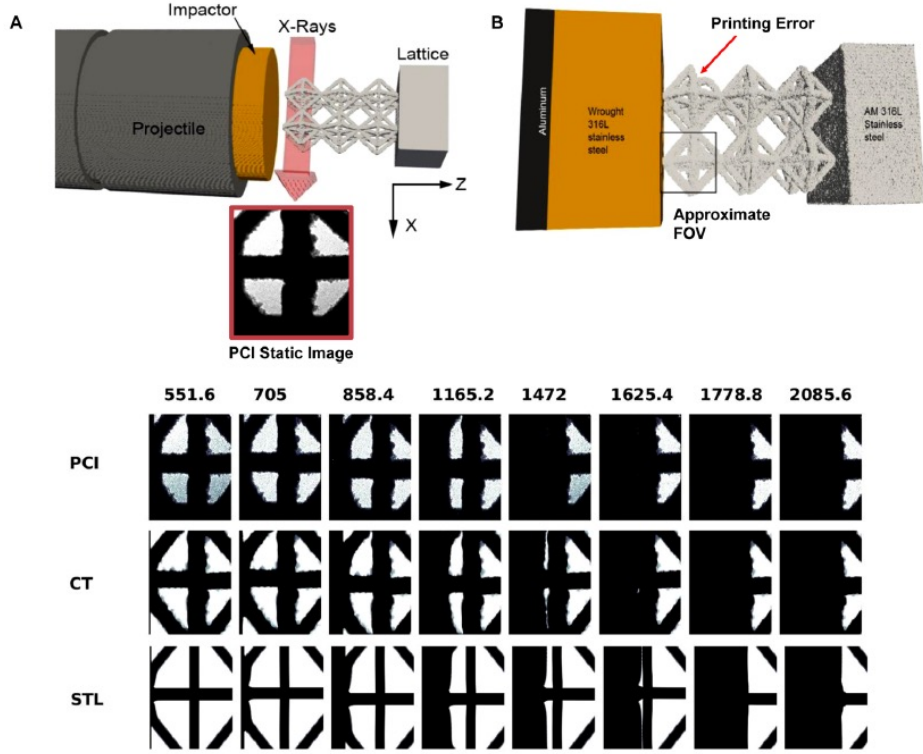 A
Impactor
X-Rays
Lattice
Projectile
Z
X
PCI Static Image
B
Printing Error
Aluminum
Wrought
316L
stainless
steel
AM 316L
Stainless
steel
Approximate
FOV
551.6 705 858.4 1165.2 1472 1625.4 1778.8 2085.6
PCI
CT
STL